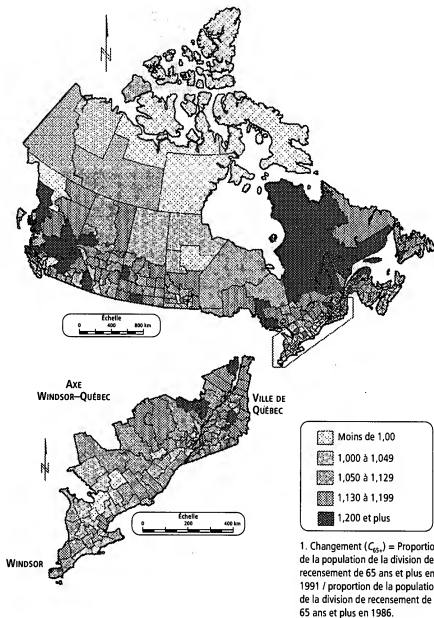 Échelle
0 400 800 km
AXE
WINDSOR–QUÉBEC
VILLE DE
QUÉBEC
Échelle
0 200 400 km
WINDSOR
Moins de 1,00
1,000 à 1,049
1,050 à 1,129
1,130 à 1,199
1,200 et plus
1. Changement (C65+) = Proportio
de la population de la division de
recensement de 65 ans et plus en
1991 / proportion de la populatio
de la division de recensement de
65 ans et plus en 1986.